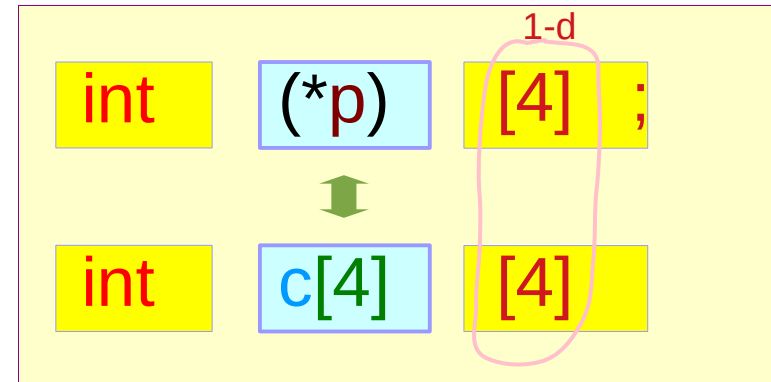 1-d
int (*p) [4] ;
int c[4] [4]